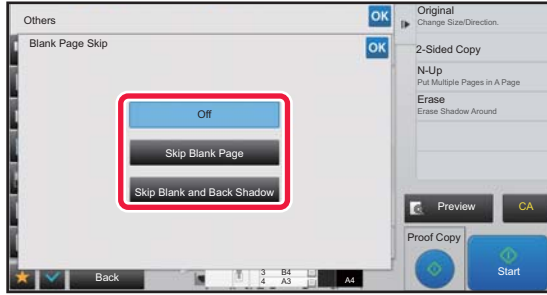 Others
OK
Blank Page Skip
OK
Off
Skip Blank Page
Skip Blank and Back Shadow
Back
3 B4
4 A3
A4
Original
Change Size/Direction.
2-Sided Copy
N-Up
Put Multiple Pages in A Page
Erase
Erase Shadow Around
Preview
CA
Proof Copy
Start